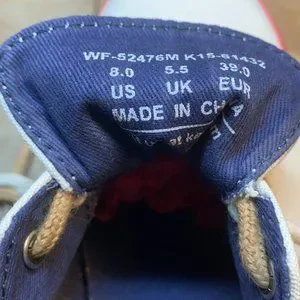 WF-52476M K15-61432
8.0 5.5 39.0
US UK EUR
MADE IN CHINA